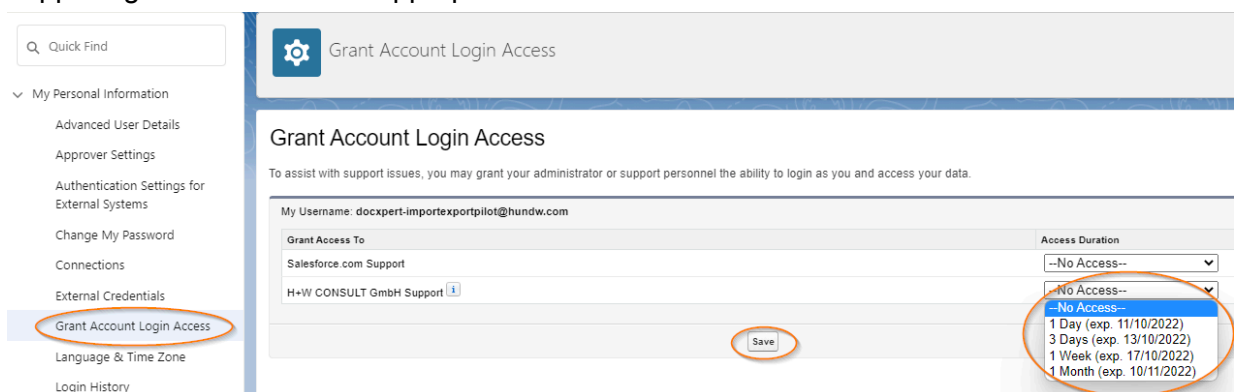 Quick Find
My Personal Information
Advanced User Details
Approver Settings
Authentication Settings for
External Systems
Change My Password
Connections
External Credentials
Grant Account Login Access
Language & Time Zone
Login History
Grant Account Login Access
Grant Account Login Access
To assist with support issues, you may grant your administrator or support personnel the ability to login as you and access your data.
My Username: docxpert-importexportpilot@hundw.com
Grant Access To Access Duration
Salesforce.com Support --No Access--
H+W CONSULT GmbH Support i --No Access--
--No Access--
1 Day (exp. 11/10/2022)
3 Days (exp. 13/10/2022)
1 Week (exp. 17/10/2022)
1 Month (exp. 10/11/2022)
Save